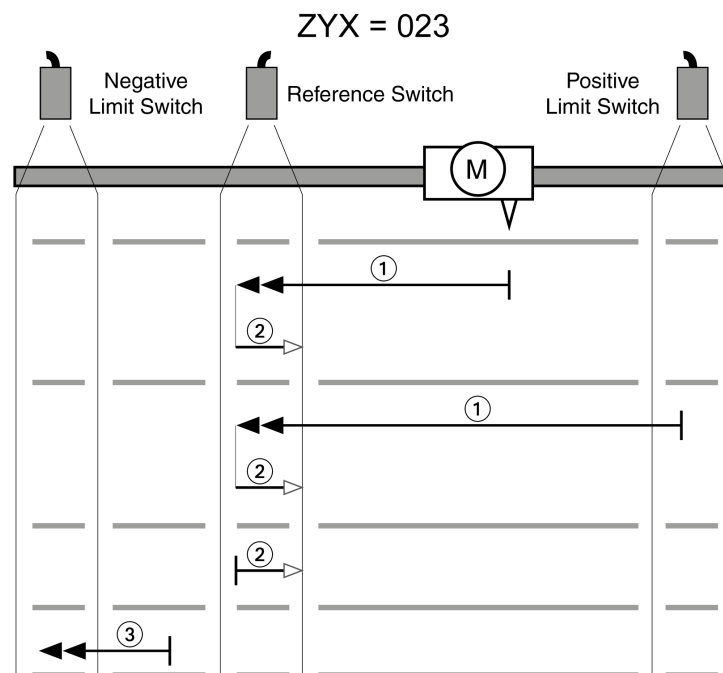 ZYX = 023
Negative
Limit Switch
Reference Switch
Positive
Limit Switch
M
1
2
1
2
2
3